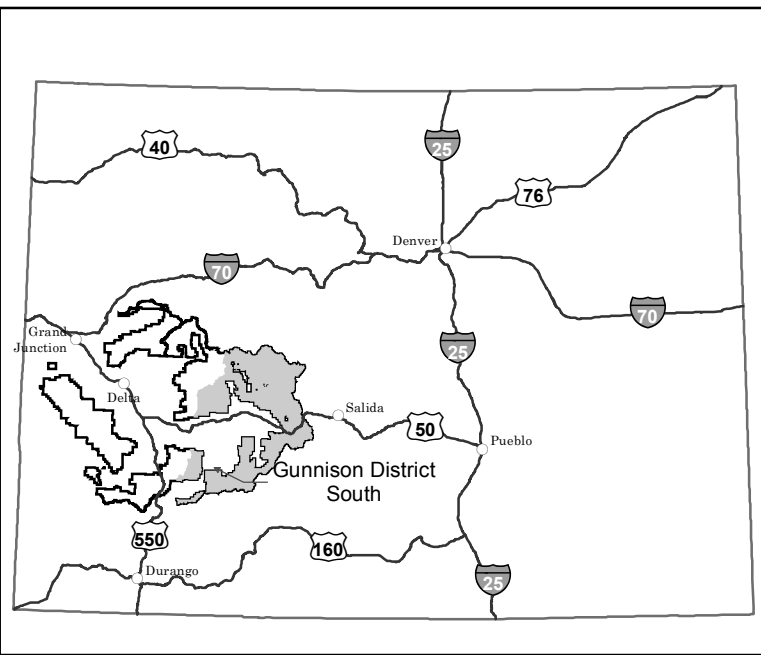 40
25
76
Denver
70
70
Grand
Junction
25
Delta
Salida
50
Pueblo
Gunnison District
South
550
160
Durango
25